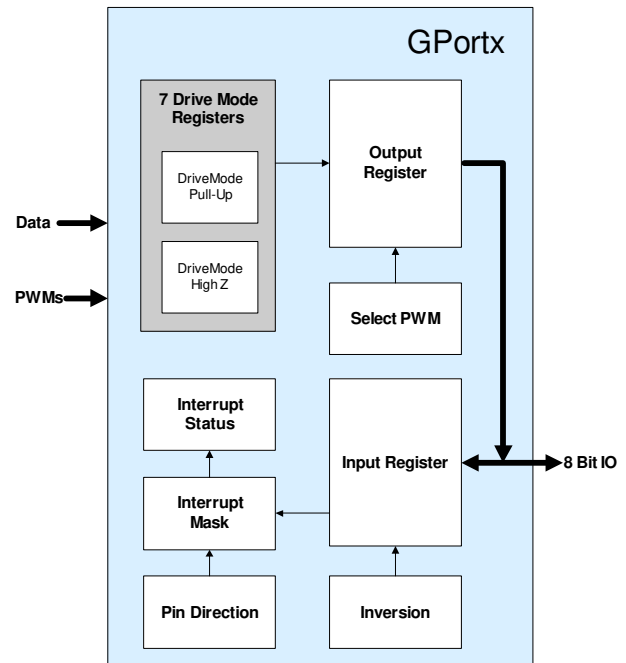 GPortx
7 Drive Mode
Registers
DriveMode
Pull-Up
DriveMode
High Z
Output
Register
Select PWM
Data
PWMs
Interrupt
Status
Interrupt
Mask
Pin Direction
Input Register
Inversion
8 Bit IO